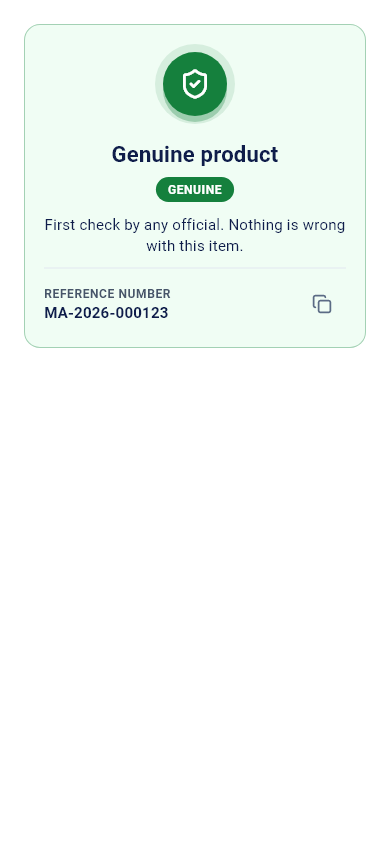 Genuine product
GENUINE
First check by any official. Nothing is wrong
with this item.
REFERENCE NUMBER
MA-2026-000123